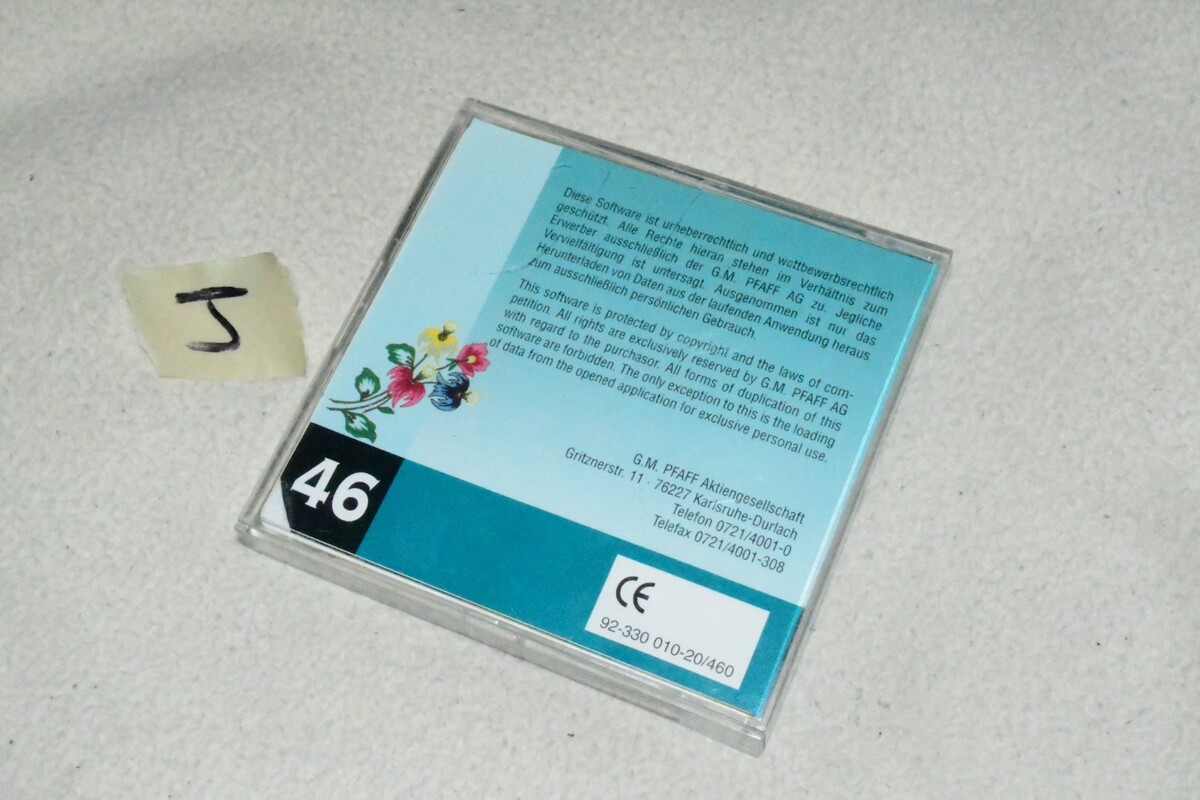 J
Diese Software ist urheberrechtlich und wettbewerbsrechtlich
geschützt. Alle Rechte hieran stehen im Verhältnis zum
Erwerber ausschließlich der G.M. PFAFF AG zu. Jegliche
Vervielfältigung ist untersagt. Ausgenommen ist nur das
Herunterladen von Daten aus der laufenden Anwendung heraus
zum ausschließlich persönlichen Gebrauch.
This software is protected by copyright and the laws of com-
petition. All rights are exclusively reserved by G.M. PFAFF AG
with regard to the purchasor. All forms of duplication of this
software are forbidden. The only exception to this is the loading
of data from the opened application for exclusive personal use.
G.M. PFAFF Aktiengesellschaft
Gritznerstr. 11 · 76227 Karlsruhe-Durlach
Telefon 0721/4001-0
Telefax 0721/4001-308
46
CE
92-330 010-20/460